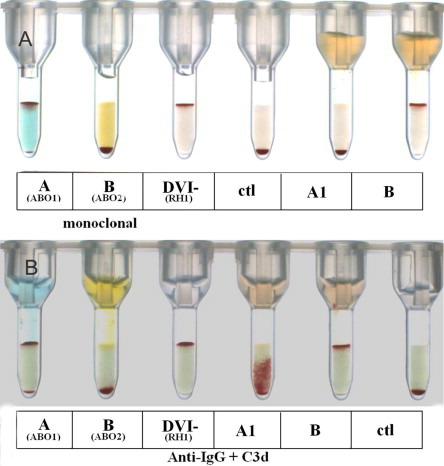 A
A B DVI- ctl A1 B
(ABO1) (ABO2) (RH1)
monoclonal
B
A B DVI- A1 B ctl
(ABO1) (ABO2) (RH1)
Anti-IgG + C3d